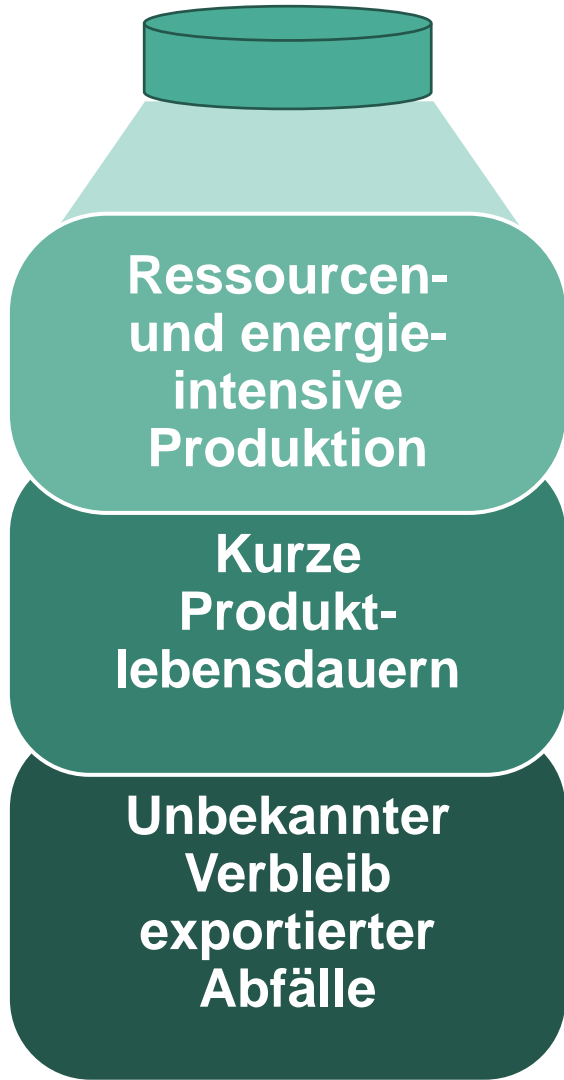 Ressourcen-
und energie-
intensive
Produktion
Kurze
Produkt-
lebensdauern
Unbekannter
Verbleib
exportierter
Abfälle